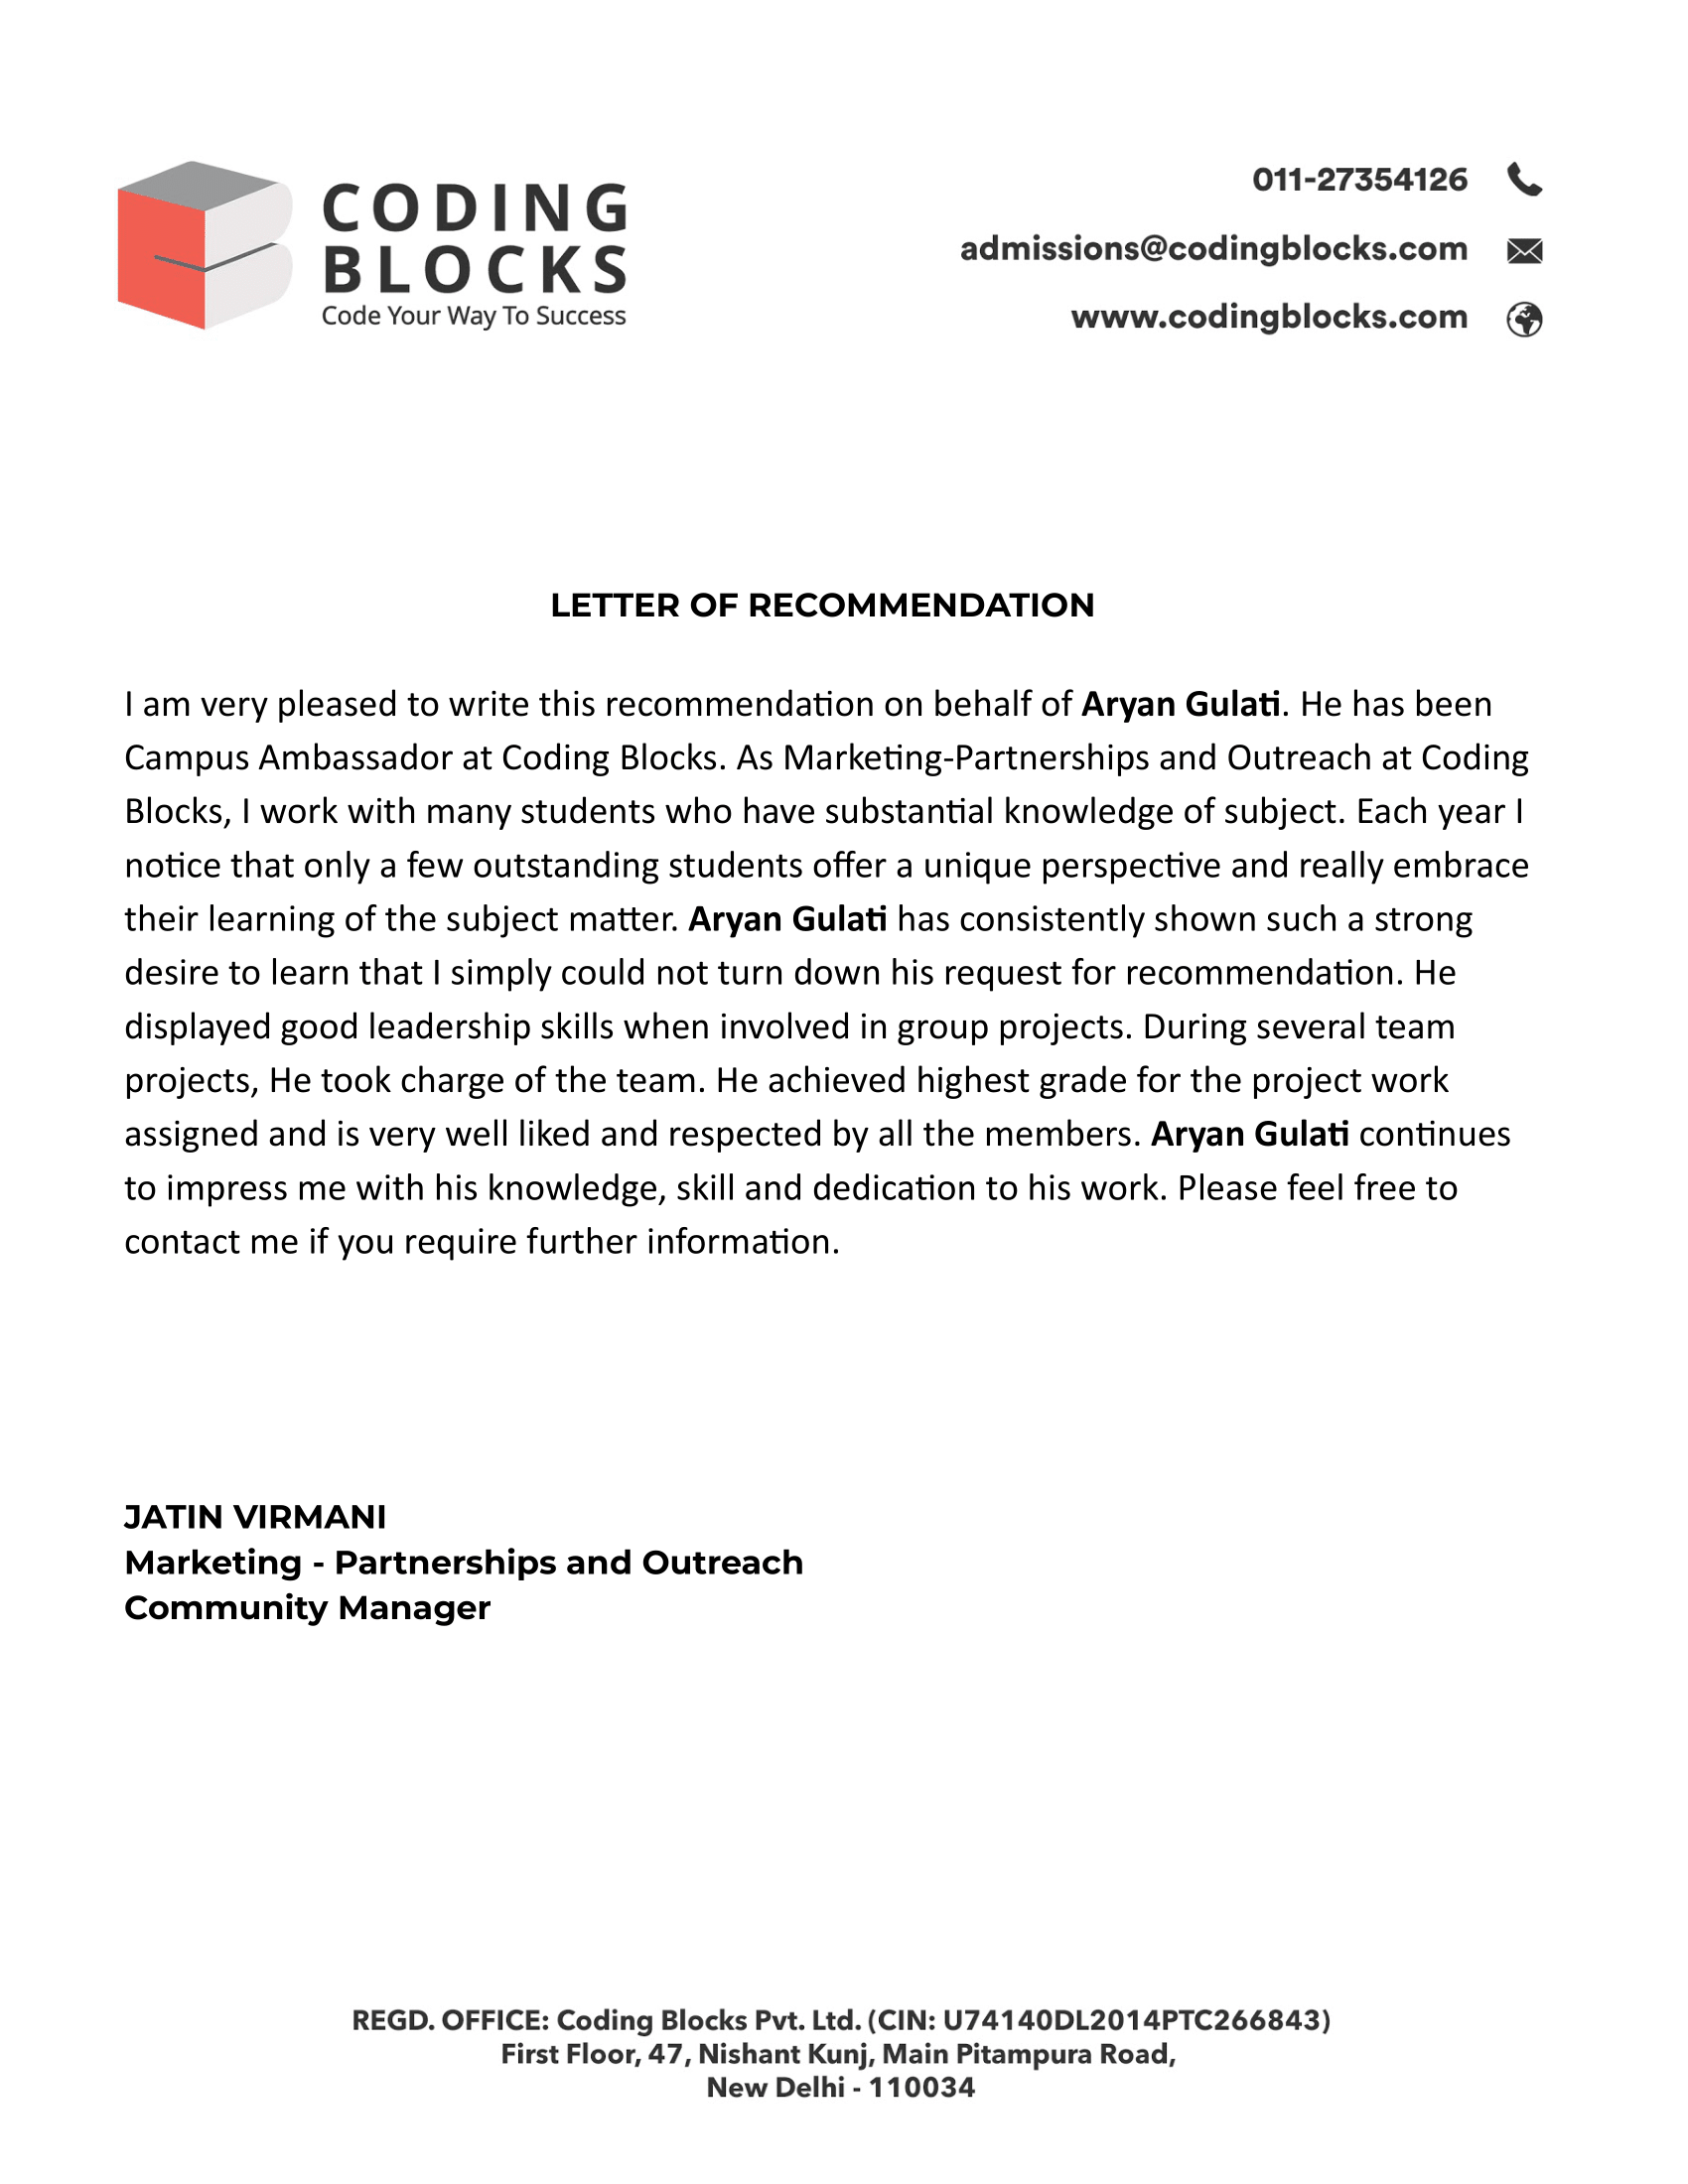 CODING
BLOCKS
Code Your Way To Success
011-27354126
admissions@codingblocks.com
www.codingblocks.com
LETTER OF RECOMMENDATION
I am very pleased to write this recommendation on behalf of Aryan Gulati. He has been
Campus Ambassador at Coding Blocks. As Marketing-Partnerships and Outreach at Coding
Blocks, I work with many students who have substantial knowledge of subject. Each year I
notice that only a few outstanding students offer a unique perspective and really embrace
their learning of the subject matter. Aryan Gulati has consistently shown such a strong
desire to learn that I simply could not turn down his request for recommendation. He
displayed good leadership skills when involved in group projects. During several team
projects, He took charge of the team. He achieved highest grade for the project work
assigned and is very well liked and respected by all the members. Aryan Gulati continues
to impress me with his knowledge, skill and dedication to his work. Please feel free to
contact me if you require further information.
JATIN VIRMANI
Marketing - Partnerships and Outreach
Community Manager
REGD. OFFICE: Coding Blocks Pvt. Ltd. (CIN: U74140DL2014PTC266843)
First Floor, 47, Nishant Kunj, Main Pitampura Road,
New Delhi - 110034